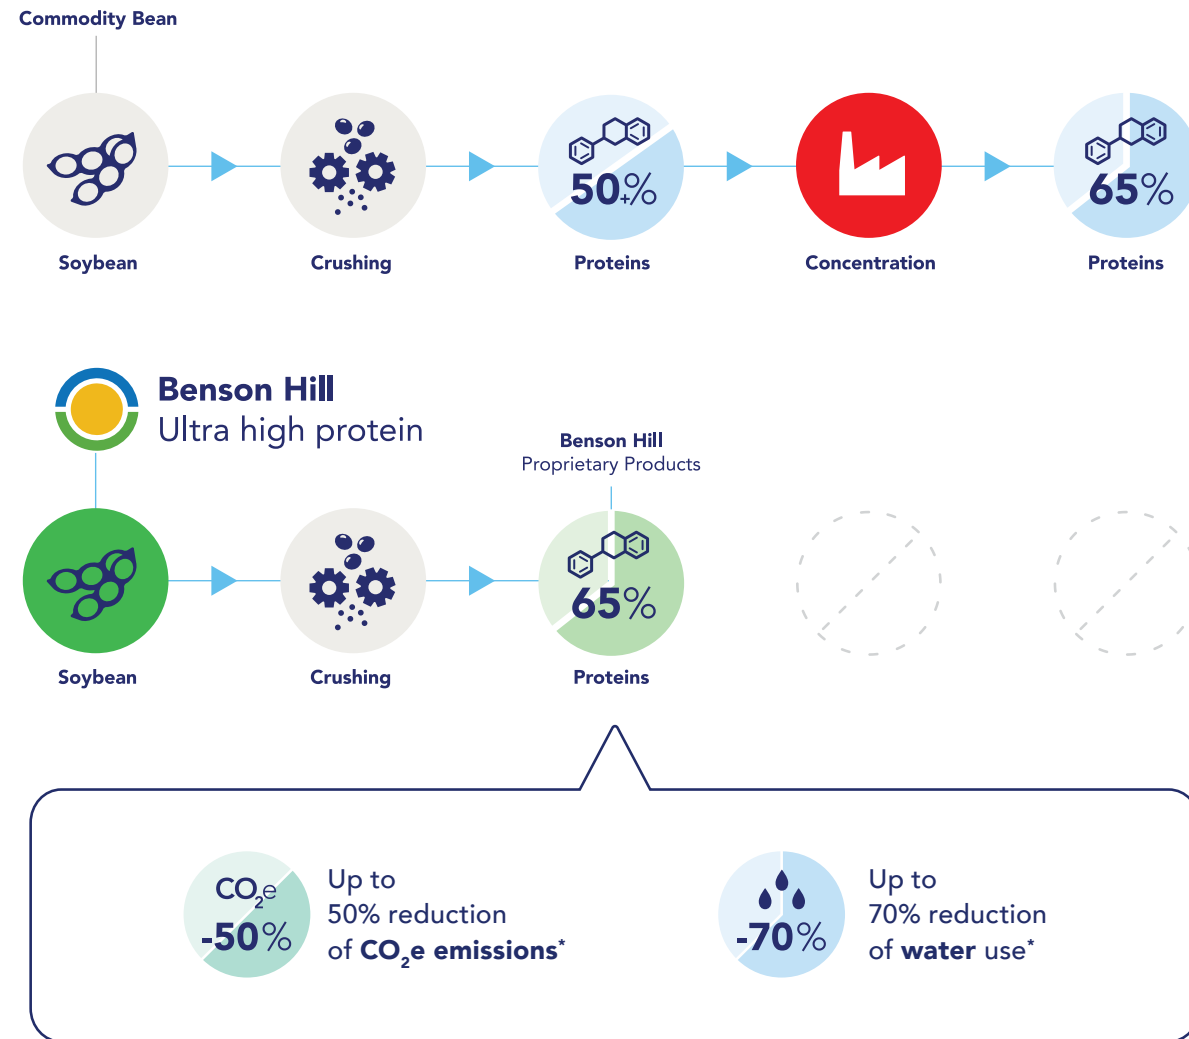 Commodity Bean
50+%
65%
Soybean
Crushing
Proteins
Concentration
Proteins
Benson Hill
Ultra high protein
Benson Hill
Proprietary Products
65%
Soybean
Crushing
Proteins
CO2e
-50%
Up to
50% reduction
of CO2e emissions*
-70%
Up to
70% reduction
of water use*